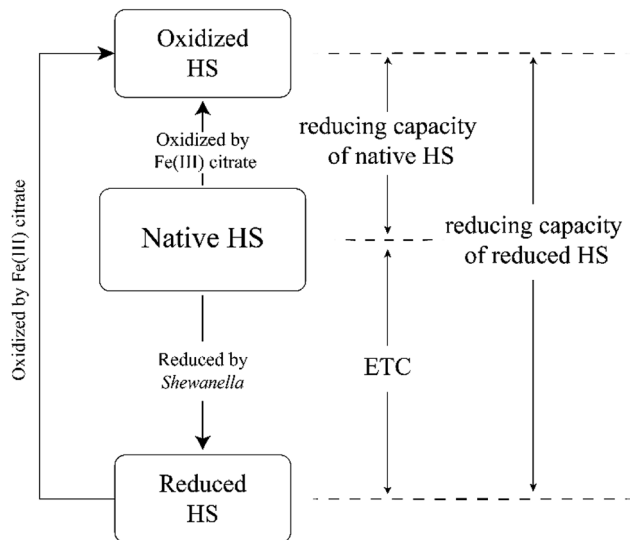 Oxidized
HS
Oxidized by
Fe(III) citrate
reducing capacity
of native HS
Native HS
reducing capacity
of reduced HS
Oxidized by Fe(III) citrate
Reduced by
Shewanella
ETC
Reduced
HS